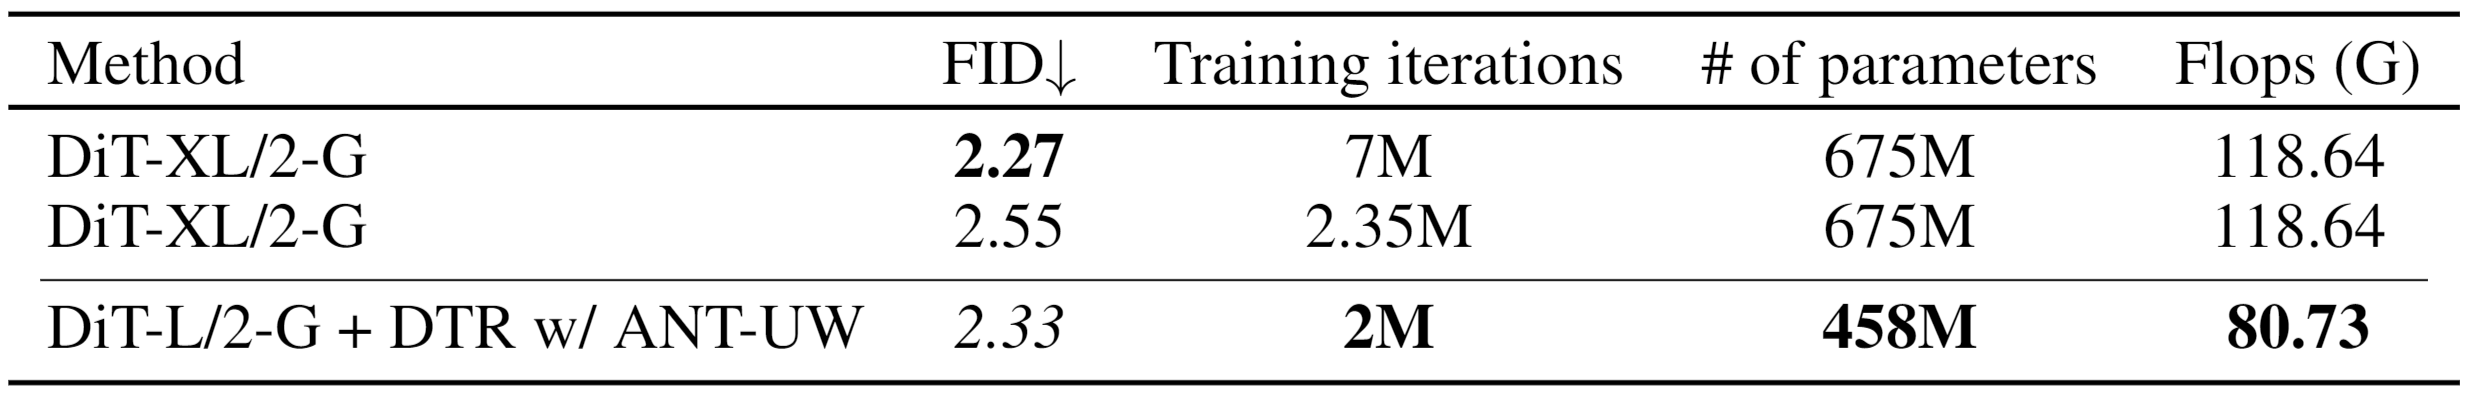 Method FID↓ Training iterations # of parameters Flops (G)
DiT-XL/2-G 2.27 7M 675M 118.64
DiT-XL/2-G 2.55 2.35M 675M 118.64
DiT-L/2-G + DTR w/ ANT-UW 2.33 2M 458M 80.73